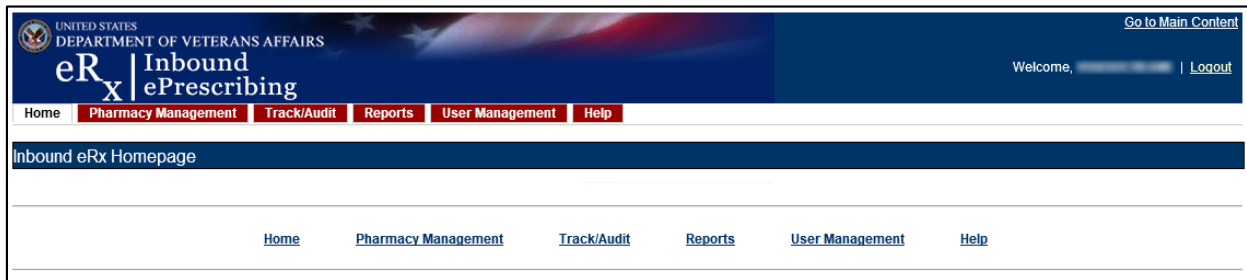 Go to Main Content
UNITED STATES
DEPARTMENT OF VETERANS AFFAIRS
eRx Inbound
ePrescribing
Welcome, | Logout
Home Pharmacy Management Track/Audit Reports User Management Help
Inbound eRx Homepage
Home Pharmacy Management Track/Audit Reports User Management Help